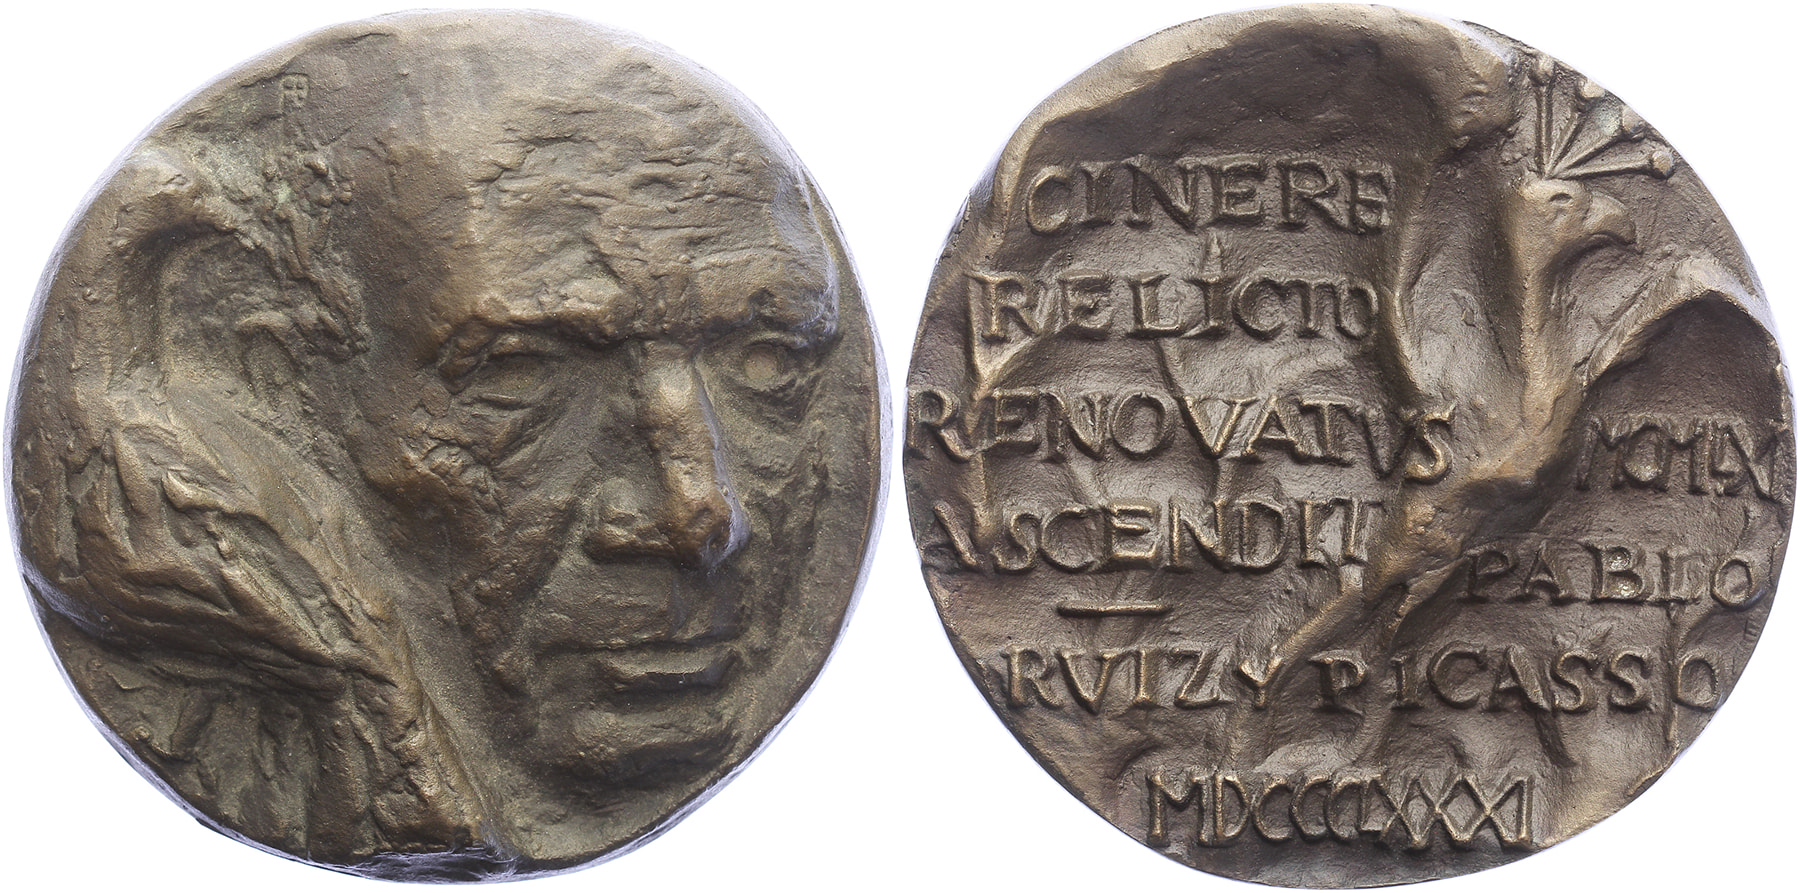 CINERE
RELICTO
RENOVATVS
ASCENDIT
MCMLX
PABLO
RVIZ Y PICASSO
MDCCCLXXXI